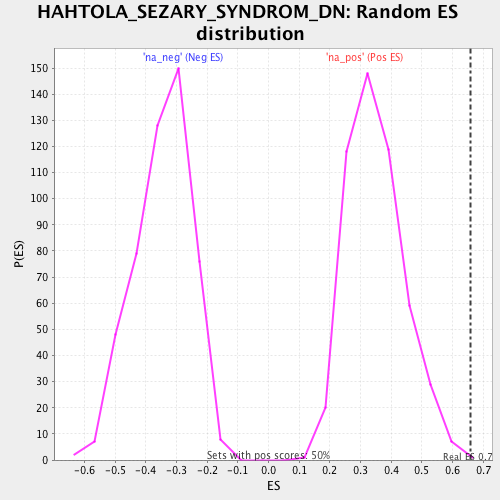 HAHTOLA_SEZARY_SYNDROM_DN: Random ES
distribution
'na_neg' (Neg ES)
'na_pos' (Pos ES)
P(ES)
150
140
130
120
110
100
90
80
70
60
50
40
30
20
10
0
Sets with pos scores: 50%
Real ES 0.7
-0.6 -0.5 -0.4 -0.3 -0.2 -0.1 0.0 0.1 0.2 0.3 0.4 0.5 0.6 0.7
ES